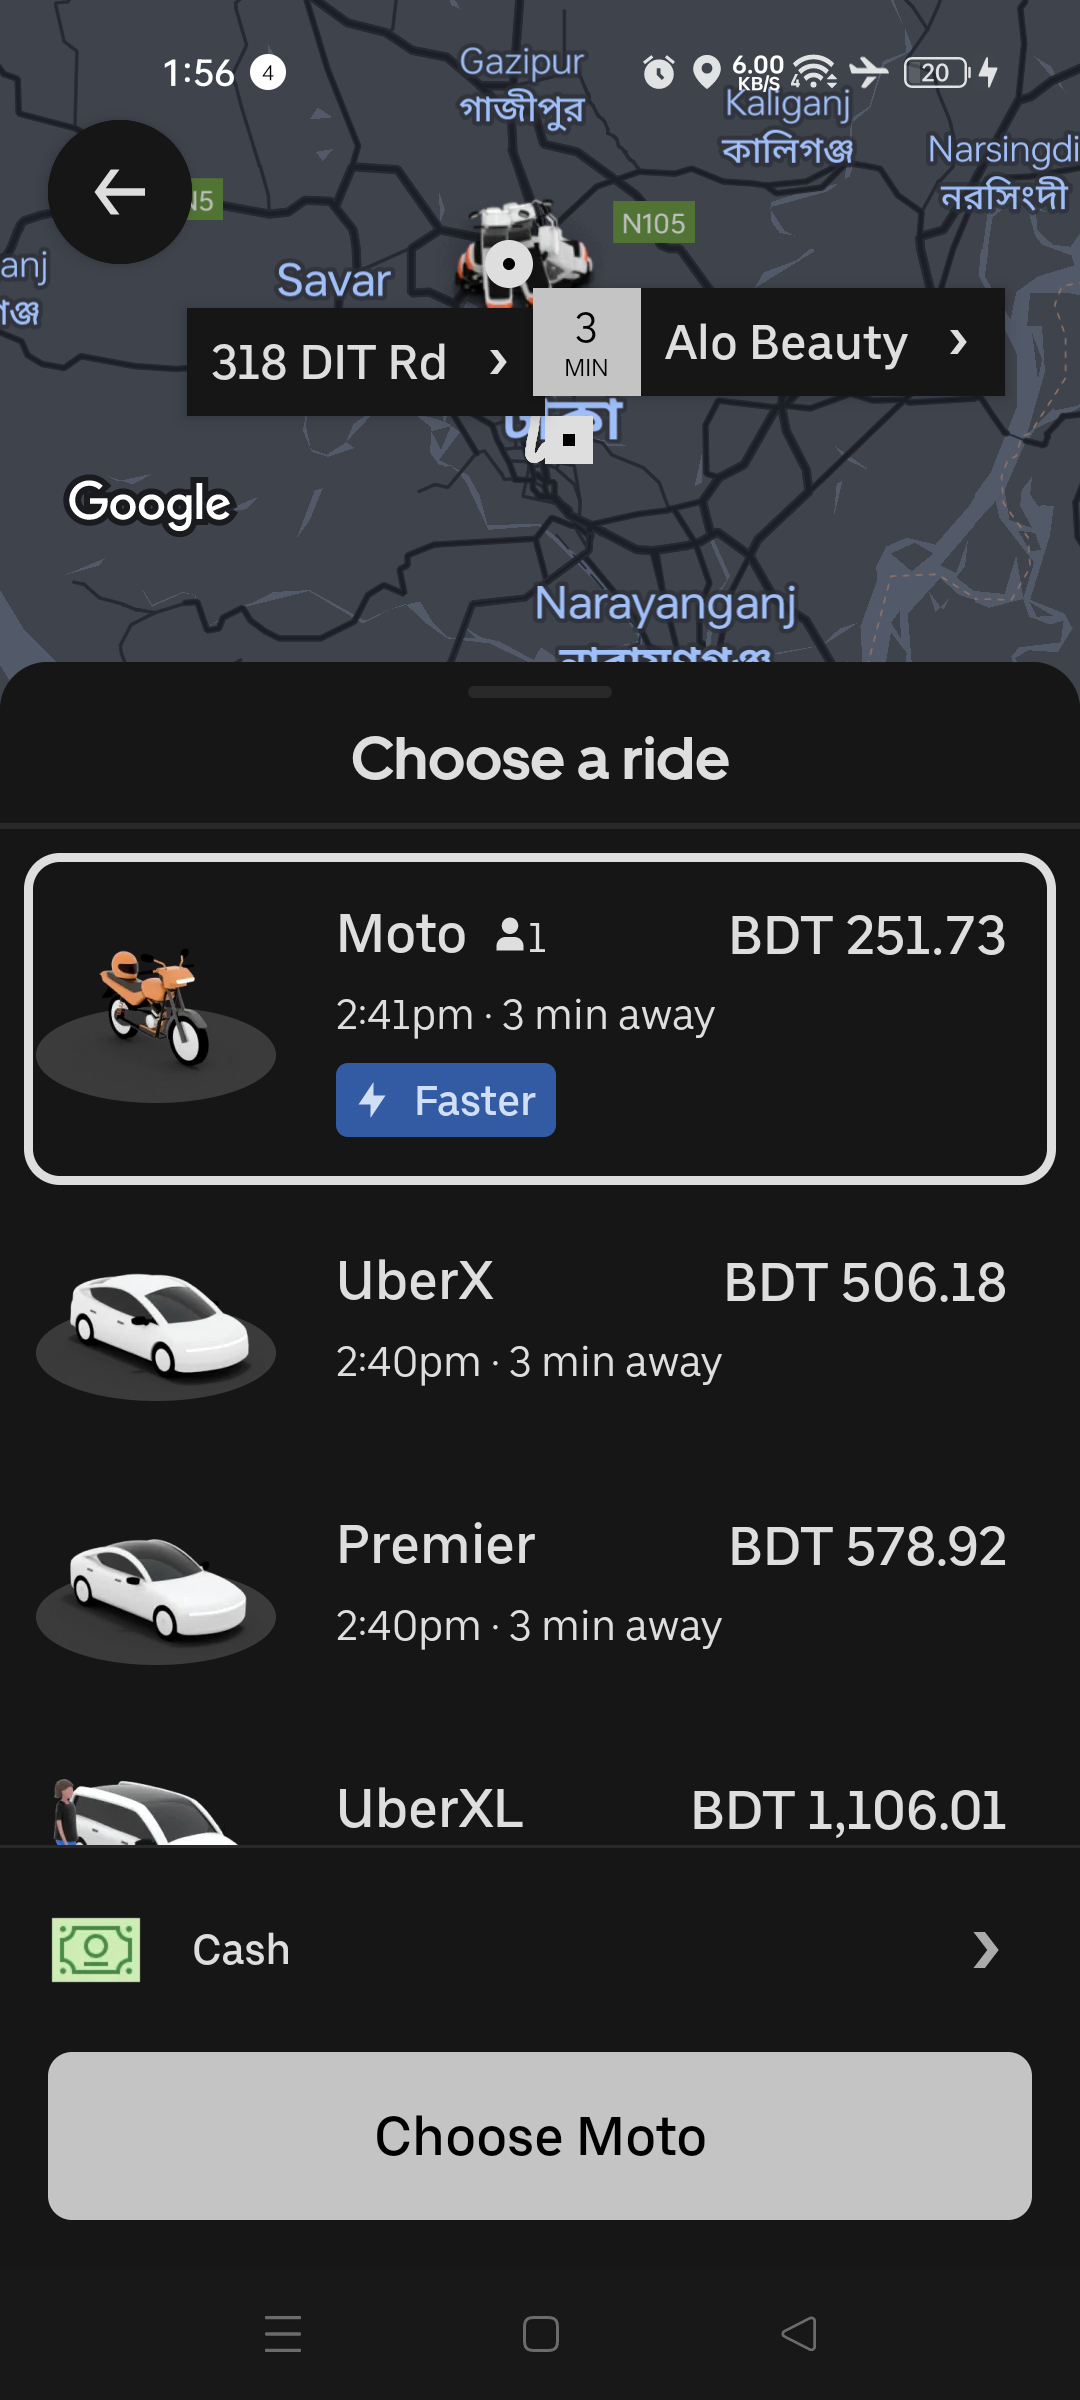 1:56 4 6.00 KB/S 4 20
Gazipur
গাজীপুর
Kaliganj
কালিগঞ্জ
Narsingdi
নরসিংদী
N5
N105
anj
Savar
318 DIT Rd
3
MIN
Alo Beauty
ঢাকা
Google
Narayanganj
নারায়ণগঞ্জ
Choose a ride
Moto 1 BDT 251.73
2:41pm · 3 min away
Faster
UberX BDT 506.18
2:40pm · 3 min away
Premier BDT 578.92
2:40pm · 3 min away
UberXL BDT 1,106.01
Cash
Choose Moto